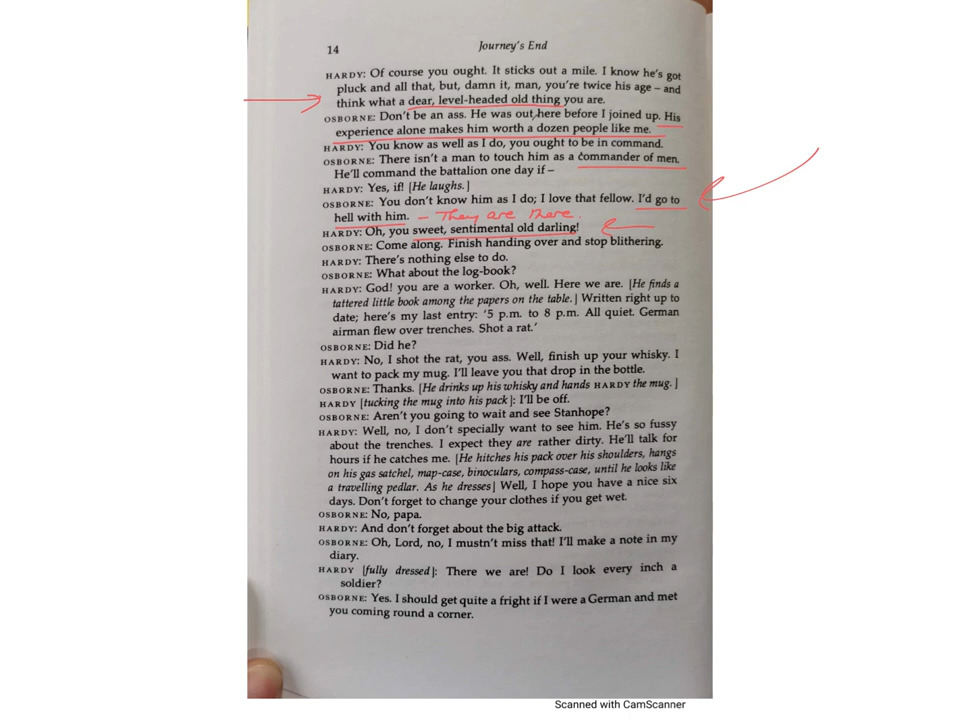 14 Journey's End
HARDY: Of course you ought. It sticks out a mile. I know he's got
pluck and all that, but, damn it, man, you're twice his age – and
think what a dear, level-headed old thing you are.
OSBORNE: Don't be an ass. He was out here before I joined up. His
experience alone makes him worth a dozen people like me.
HARDY: You know as well as I do, you ought to be in command.
OSBORNE: There isn't a man to touch him as a commander of men.
He'll command the battalion one day if –
HARDY: Yes, if! [He laughs.]
OSBORNE: You don't know him as I do; I love that fellow. I'd go to
hell with him. – They are there.
HARDY: Oh, you sweet, sentimental old darling!
OSBORNE: Come along. Finish handing over and stop blithering.
HARDY: There's nothing else to do.
OSBORNE: What about the log-book?
HARDY: God! you are a worker. Oh, well. Here we are. [He finds a
tattered little book among the papers on the table.] Written right up to
date; here's my last entry: '5 p.m. to 8 p.m. All quiet. German
airman flew over trenches. Shot a rat.'
OSBORNE: Did he?
HARDY: No, I shot the rat, you ass. Well, finish up your whisky. I
want to pack my mug. I'll leave you that drop in the bottle.
OSBORNE: Thanks. [He drinks up his whisky and hands HARDY the mug.]
HARDY [tucking the mug into his pack]: I'll be off.
OSBORNE: Aren't you going to wait and see Stanhope?
HARDY: Well, no, I don't specially want to see him. He's so fussy
about the trenches. I expect they are rather dirty. He'll talk for
hours if he catches me. [He hitches his pack over his shoulders, hangs
on his gas satchel, map-case, binoculars, compass-case, until he looks like
a travelling pedlar. As he dresses] Well, I hope you have a nice six
days. Don't forget to change your clothes if you get wet.
OSBORNE: No, papa.
HARDY: And don't forget about the big attack.
OSBORNE: Oh, Lord, no, I mustn't miss that! I'll make a note in my
diary.
HARDY [fully dressed]: There we are! Do I look every inch a
soldier?
OSBORNE: Yes. I should get quite a fright if I were a German and met
you coming round a corner.
Scanned with CamScanner